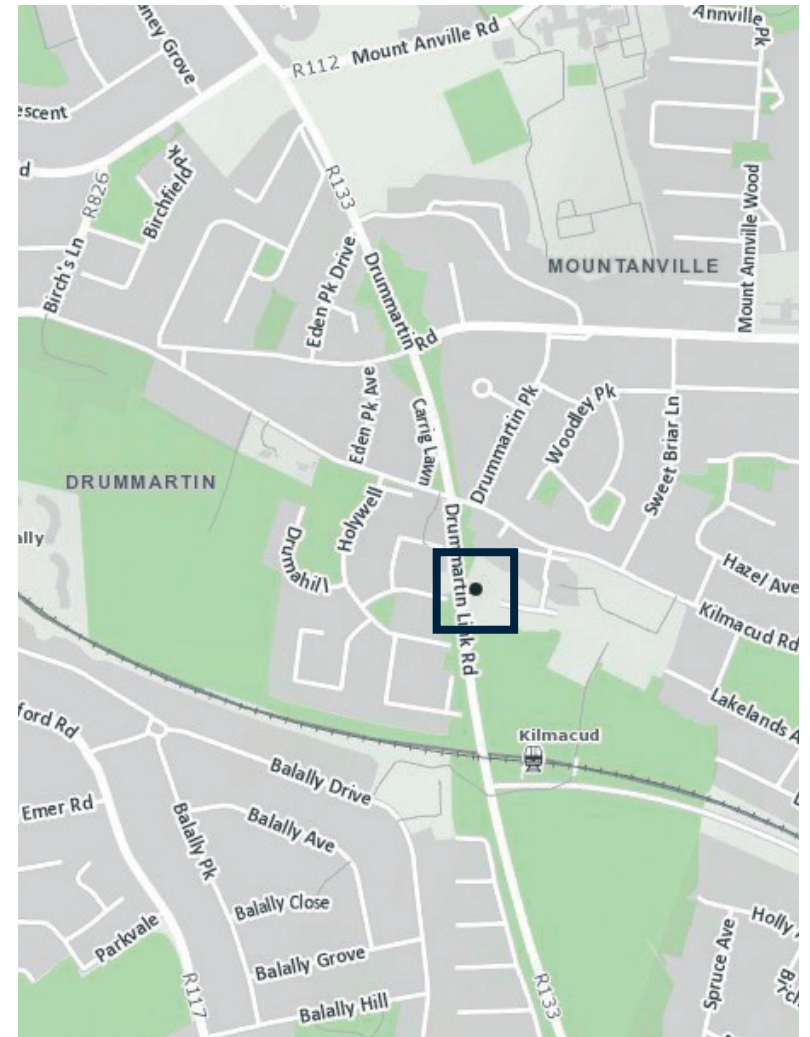 Annville
Pk
ney Grove
R112 Mount Anville Rd
escent
d
R826
Birchfield
Pk
R133
Birch's Ln
Mount Annville Wood
MOUNTANVILLE
Eden Pk Drive
Drummartin
Rd
Eden Pk Ave
Carrig Lawn
Drummartin Pk
Woodley Pk
Sweet Briar Ln
DRUMMARTIN
ally
Holywell
Drumahill
Drummartin Link Rd
Hazel Ave
Kilmacud Rd
Lakelands A
Kilmacud
ford Rd
Balally Drive
Emer Rd
Balally Pk
Balally Ave
Balally Close
Parkvale
Balally Grove
R117
Balally Hill
R133
Spruce Ave
Holly